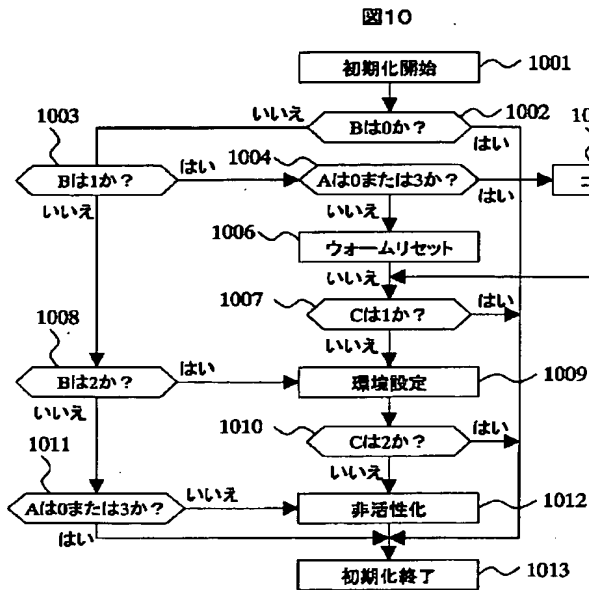 図10
初期化開始
1001
1003
いいえ
Bは0か?
1002
はい
1004
Bは1か?
はい
Aは0または3か?
はい
いいえ
いいえ
1006
ウォームリセット
いいえ
1007
Cは1か?
はい
1008
いいえ
Bは2か?
はい
環境設定
1009
いいえ
1010
Cは2か?
はい
1011
いいえ
Aは0または3か?
いいえ
非活性化
1012
はい
初期化終了
1013